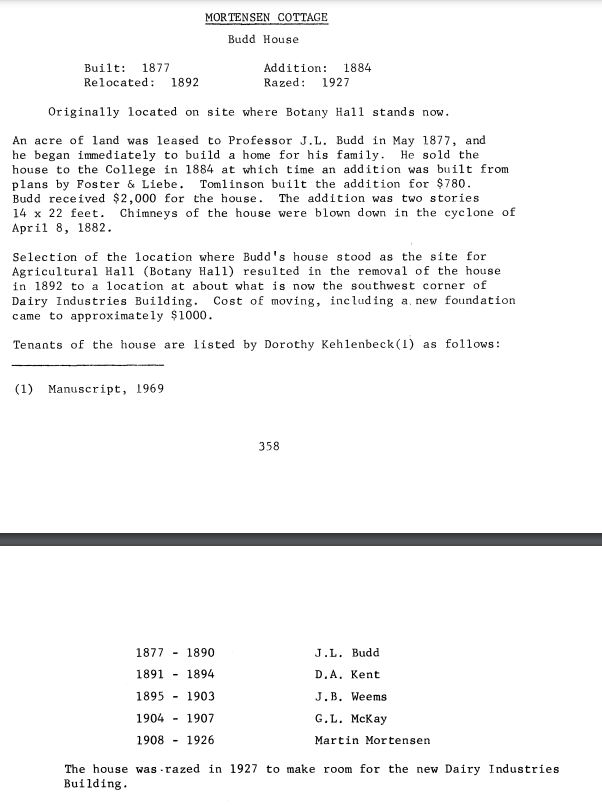 MORTENSEN COTTAGE
Budd House
Built: 1877 Addition: 1884
Relocated: 1892 Razed: 1927
Originally located on site where Botany Hall stands now.
An acre of land was leased to Professor J.L. Budd in May 1877, and
he began immediately to build a home for his family. He sold the
house to the College in 1884 at which time an addition was built from
plans by Foster & Liebe. Tomlinson built the addition for $780.
Budd received $2,000 for the house. The addition was two stories
14 x 22 feet. Chimneys of the house were blown down in the cyclone of
April 8, 1882.
Selection of the location where Budd's house stood as the site for
Agricultural Hall (Botany Hall) resulted in the removal of the house
in 1892 to a location at about what is now the southwest corner of
Dairy Industries Building. Cost of moving, including a new foundation
came to approximately $1000.
Tenants of the house are listed by Dorothy Kehlenbeck(1) as follows:
(1) Manuscript, 1969
358
1877 - 1890 J.L. Budd
1891 - 1894 D.A. Kent
1895 - 1903 J.B. Weems
1904 - 1907 G.L. McKay
1908 - 1926 Martin Mortensen
The house was razed in 1927 to make room for the new Dairy Industries
Building.